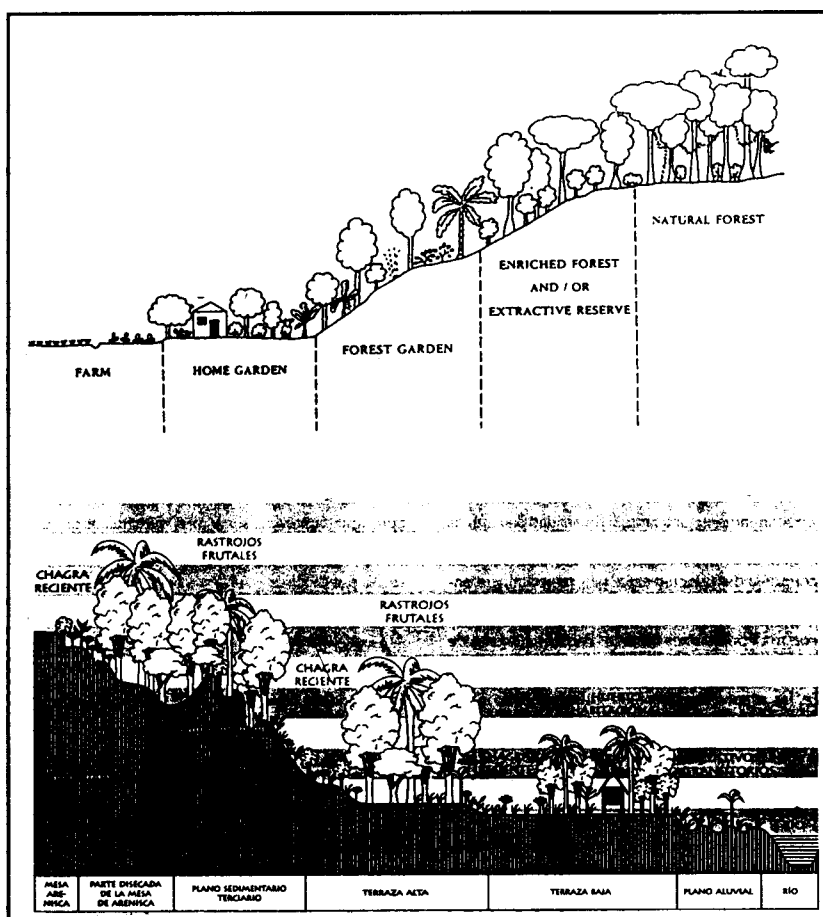 NATURAL FOREST
ENRICHED FOREST
AND / OR
EXTRACTIVE RESERVE
FOREST GARDEN
HOME GARDEN
FARM
RASTROJOS
FRUTALES
CHAGRA
RECIENTE
RASTROJOS
FRUTALES
CHAGRA
RECIENTE
MESA
ARE-
NISCA
PARTE DISECADA
DE LA MESA
DE ARENISCA
PLANO SEDIMENTARIO
TERCIARIO
TERRAZA ALTA
TERRAZA BAJA
PLANO ALUVIAL
RÍO